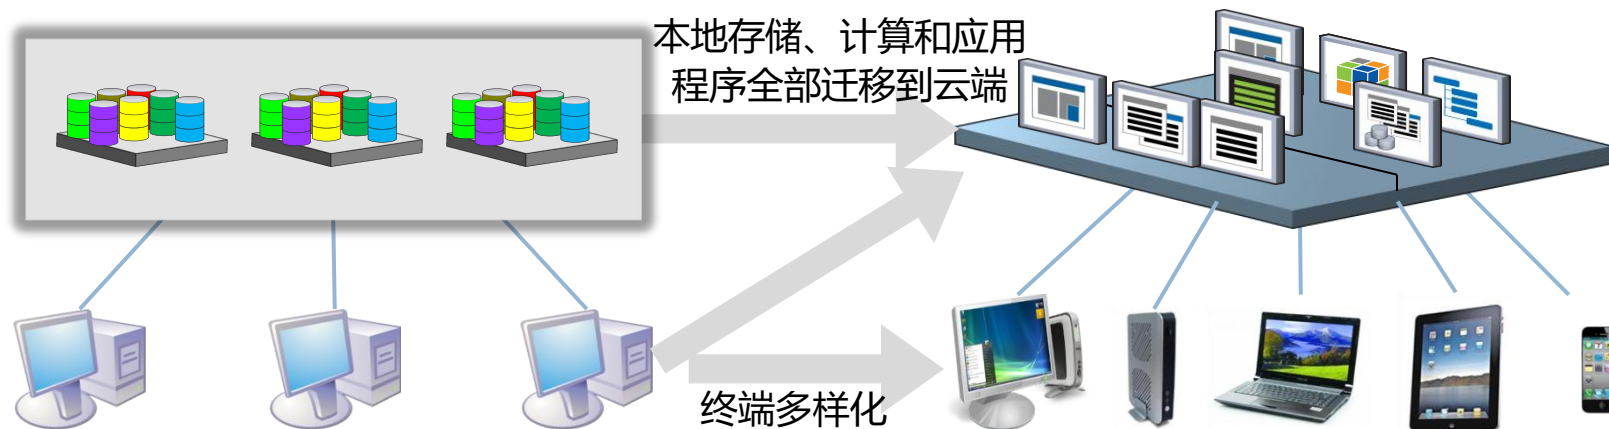 本地存储、计算和应用
程序全部迁移到云端
终端多样化